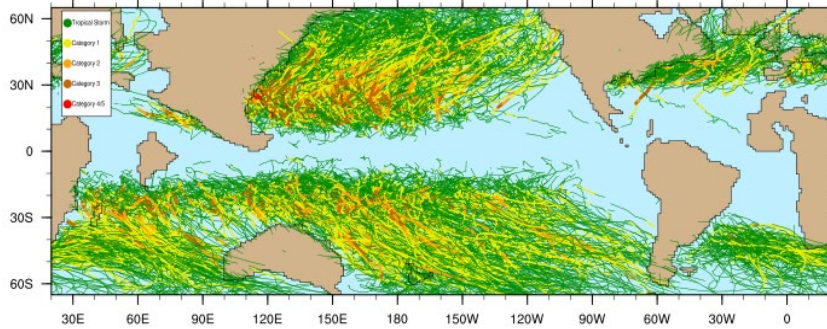 60N
30N
0
30S
60S
Tropical Storm
Category 1
Category 2
Category 3
Category 4/5
30E 60E 90E 120E 150E 180 150W 120W 90W 60W 30W 0